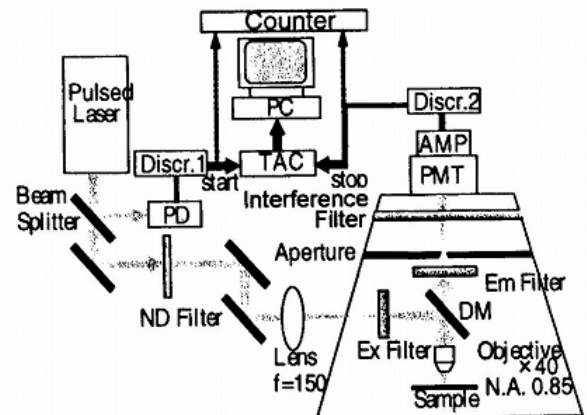 Counter
Pulsed
Laser
PC
Discr.2
AMP
PMT
Discr.1
TAC
start
stop
Beam
Splitter
PD
Interference
Filter
Aperture
Em Filter
ND Filter
DM
Lens
f=150
Ex Filter
Objective
×40
N.A. 0.85
Sample